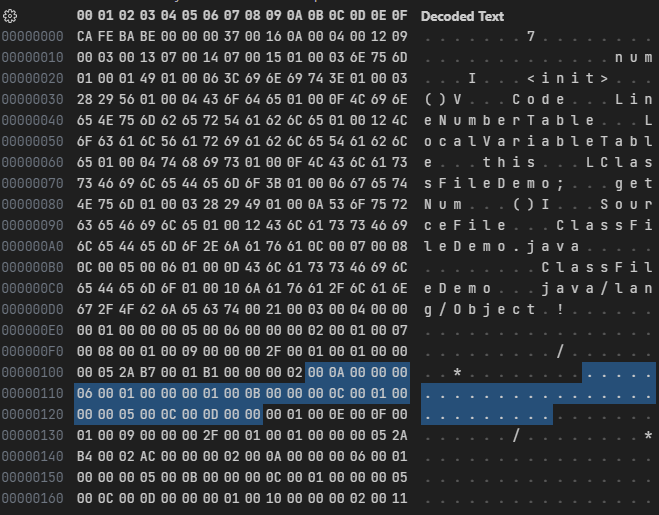 00 01 02 03 04 05 06 07 08 09 0A 0B 0C 0D 0E 0F Decoded Text
00000000 CA FE BA BE 00 00 00 37 00 16 0A 00 04 00 12 09 . . . . . . . 7 . . . . . . . .
00000010 00 03 00 13 07 00 14 07 00 15 01 00 03 6E 75 6D . . . . . . . . . . . . . n u m
00000020 01 00 01 49 01 00 06 3C 69 6E 69 74 3E 01 00 03 . . . I . . . < i n i t > . . .
00000030 28 29 56 01 00 04 43 6F 64 65 01 00 0F 4C 69 6E ( ) V . . . C o d e . . . L i n
00000040 65 4E 75 6D 62 65 72 54 61 62 6C 65 01 00 12 4C e N u m b e r T a b l e . . . L
00000050 6F 63 61 6C 56 61 72 69 61 62 6C 65 54 61 62 6C o c a l V a r i a b l e T a b l
00000060 65 01 00 04 74 68 69 73 01 00 0F 4C 43 6C 61 73 e . . . t h i s . . . L C l a s
00000070 73 46 69 6C 65 44 65 6D 6F 3B 01 00 06 67 65 74 s F i l e D e m o ; . . . g e t
00000080 4E 75 6D 01 00 03 28 29 49 01 00 0A 53 6F 75 72 N u m . . . ( ) I . . . S o u r
00000090 63 65 46 69 6C 65 01 00 12 43 6C 61 73 73 46 69 c e F i l e . . . C l a s s F i
000000A0 6C 65 44 65 6D 6F 2E 6A 61 76 61 0C 00 07 00 08 l e D e m o . j a v a . . . . .
000000B0 0C 00 05 00 06 01 00 0D 43 6C 61 73 73 46 69 6C . . . . . . . . C l a s s F i l
000000C0 65 44 65 6D 6F 01 00 10 6A 61 76 61 2F 6C 61 6E e D e m o . . . j a v a / l a n
000000D0 67 2F 4F 62 6A 65 63 74 00 21 00 03 00 04 00 00 g / O b j e c t . ! . . . . . .
000000E0 00 01 00 00 00 05 00 06 00 00 00 02 00 01 00 07 . . . . . . . . . . . . . . . .
000000F0 00 08 00 01 00 09 00 00 00 2F 00 01 00 01 00 00 . . . . . . . . . / . . . . . .
00000100 00 05 2A B7 00 01 B1 00 00 00 02 00 0A 00 00 00 . . * . . . . . . . . . . . . .
00000110 06 00 01 00 00 00 01 00 0B 00 00 00 0C 00 01 00 . . . . . . . . . . . . . . . .
00000120 00 00 05 00 0C 00 0D 00 00 00 01 00 0E 00 0F 00 . . . . . . . . . . . . . . . .
00000130 01 00 09 00 00 00 2F 00 01 00 01 00 00 00 05 2A . . . . . . / . . . . . . . . *
00000140 B4 00 02 AC 00 00 00 02 00 0A 00 00 00 06 00 01 . . . . . . . . . . . . . . . .
00000150 00 00 00 05 00 0B 00 00 00 0C 00 01 00 00 00 05 . . . . . . . . . . . . . . . .
00000160 00 0C 00 0D 00 00 00 01 00 10 00 00 00 02 00 11 . . . . . . . . . . . . . . . .